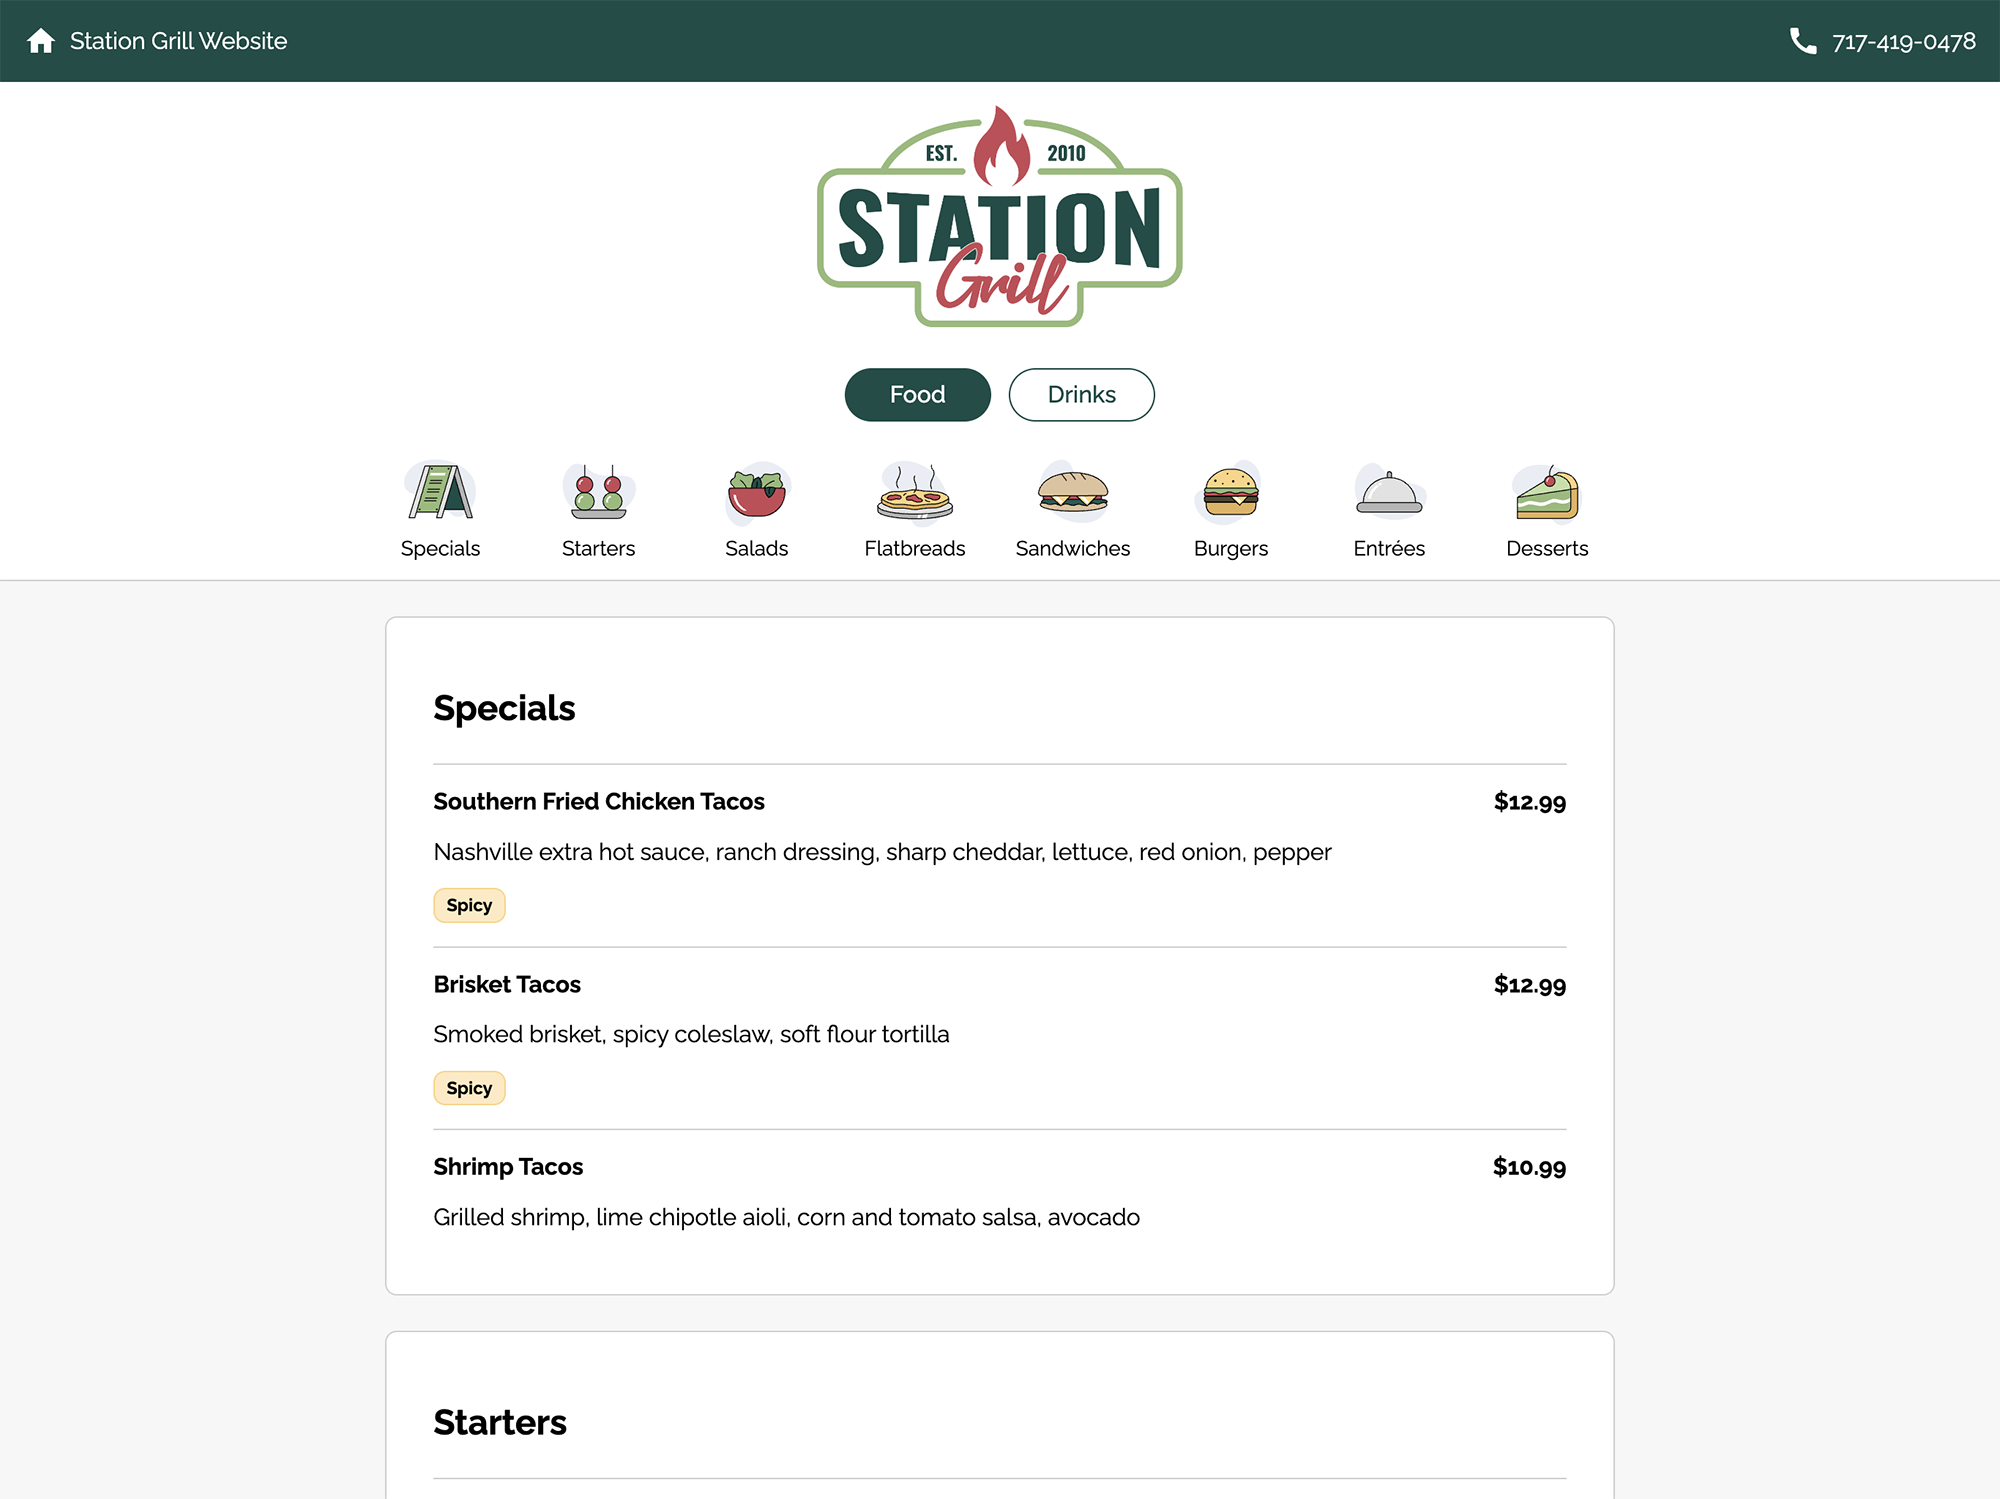 Station Grill Website
717-419-0478
EST. 2010
STATION
Grill
Food Drinks
Specials Starters Salads Flatbreads Sandwiches Burgers Entrées Desserts
Specials
Southern Fried Chicken Tacos $12.99
Nashville extra hot sauce, ranch dressing, sharp cheddar, lettuce, red onion, pepper
Spicy
Brisket Tacos $12.99
Smoked brisket, spicy coleslaw, soft flour tortilla
Spicy
Shrimp Tacos $10.99
Grilled shrimp, lime chipotle aioli, corn and tomato salsa, avocado
Starters